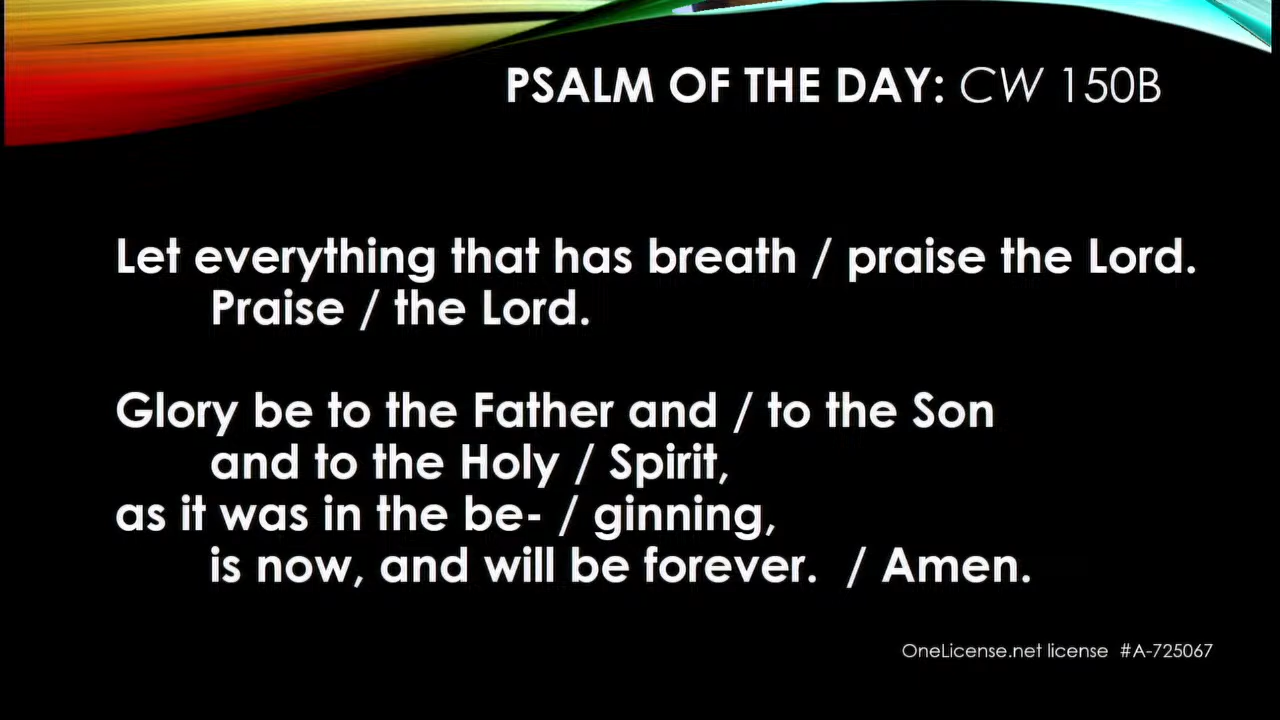 PSALM OF THE DAY: CW 150B
Let everything that has breath / praise the Lord.
Praise / the Lord.
Glory be to the Father and / to the Son
and to the Holy / Spirit,
as it was in the be- / ginning,
is now, and will be forever. / Amen.
OneLicense.net license #A-725067